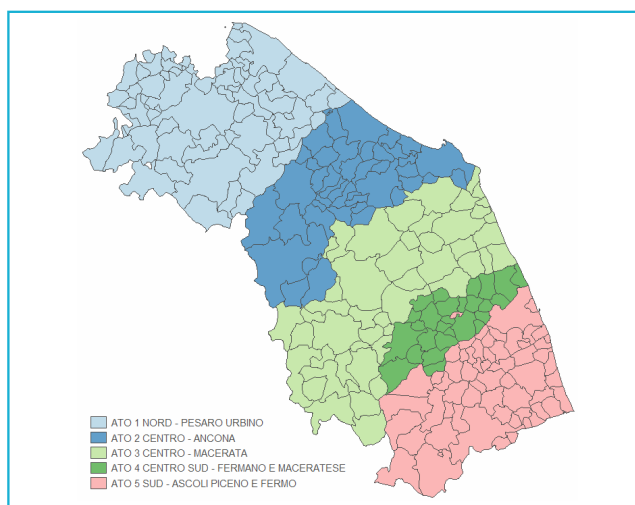 ATO 1 NORD - PESARO URBINO
ATO 2 CENTRO - ANCONA
ATO 3 CENTRO - MACERATA
ATO 4 CENTRO SUD - FERMANO E MACERATESE
ATO 5 SUD - ASCOLI PICENO E FERMO